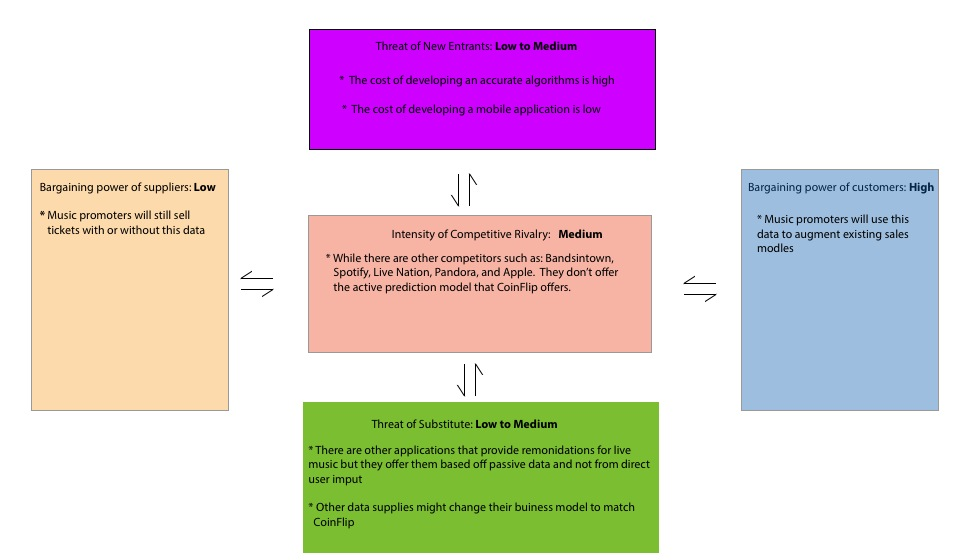 Threat of New Entrants: Low to Medium
* The cost of developing an accurate algorithms is high
* The cost of developing a mobile application is low
Bargaining power of suppliers: Low
* Music promoters will still sell
tickets with or without this data
Intensity of Competitive Rivalry: Medium
* While there are other competitors such as: Bandsintown,
Spotify, Live Nation, Pandora, and Apple. They don't offer
the active prediction model that CoinFlip offers.
Bargaining power of customers: High
* Music promoters will use this
data to augment existing sales
modles
Threat of Substitute: Low to Medium
* There are other applications that provide remonidations for live
music but they offer them based off passive data and not from direct
user imput
* Other data supplies might change their buiness model to match
CoinFlip